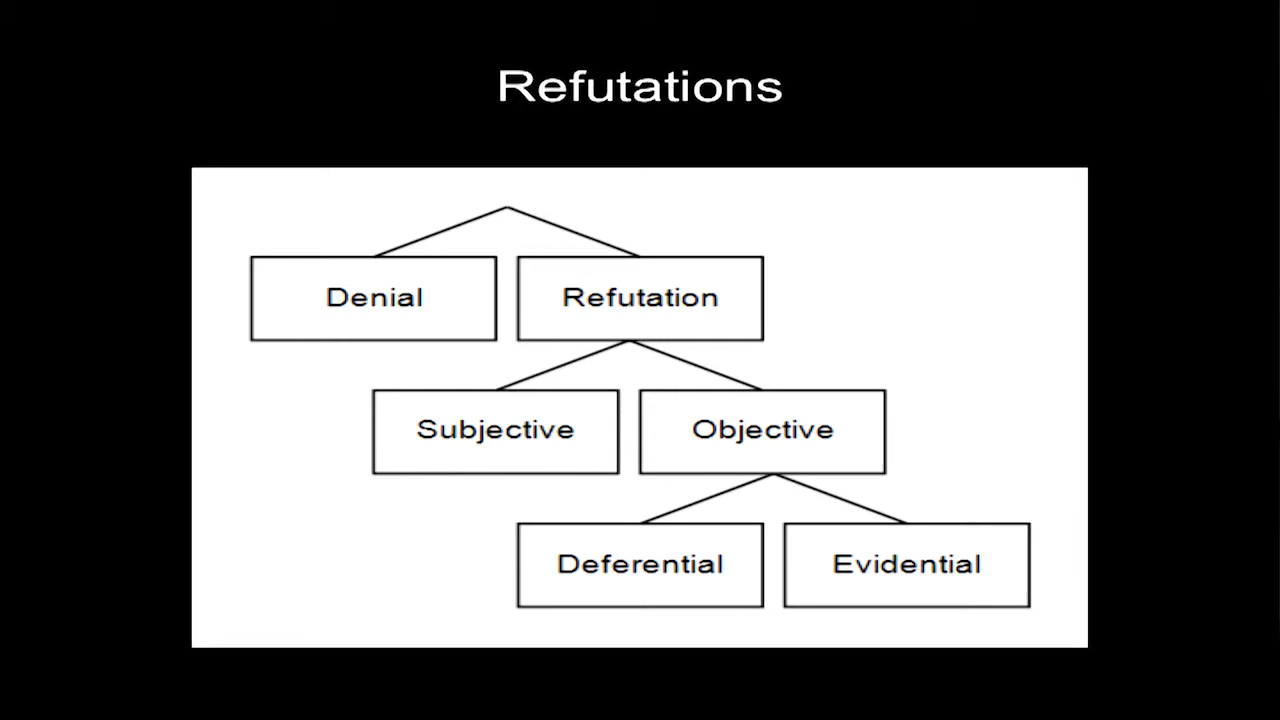 Refutations
Denial
Refutation
Subjective
Objective
Deferential
Evidential